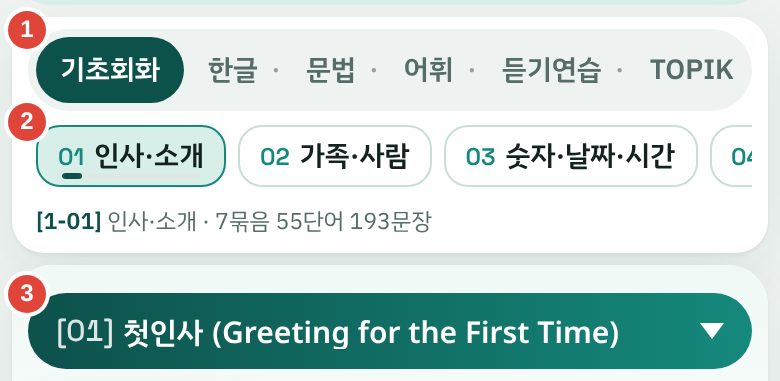 1
기초회화 한글 · 문법 · 어휘 · 듣기연습 · TOPIK
2
01 인사·소개 02 가족·사람 03 숫자·날짜·시간 04
[1-01] 인사·소개 · 7묶음 55단어 193문장
3
[01] 첫인사 (Greeting for the First Time) ▼